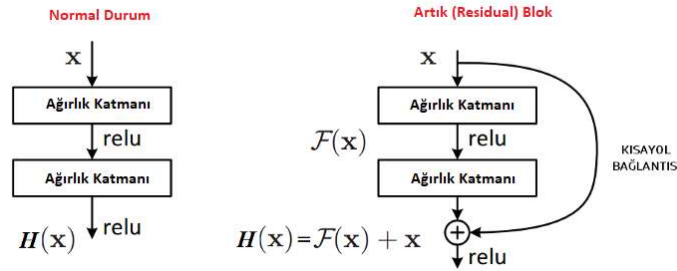 Normal Durum
x
Ağırlık Katmanı
relu
Ağırlık Katmanı
H(x)
relu
Artık (Residual) Blok
x
Ağırlık Katmanı
F(x)
relu
Ağırlık Katmanı
KISAYOL
BAĞLANTIS
H(x)=F(x) + x
+
relu